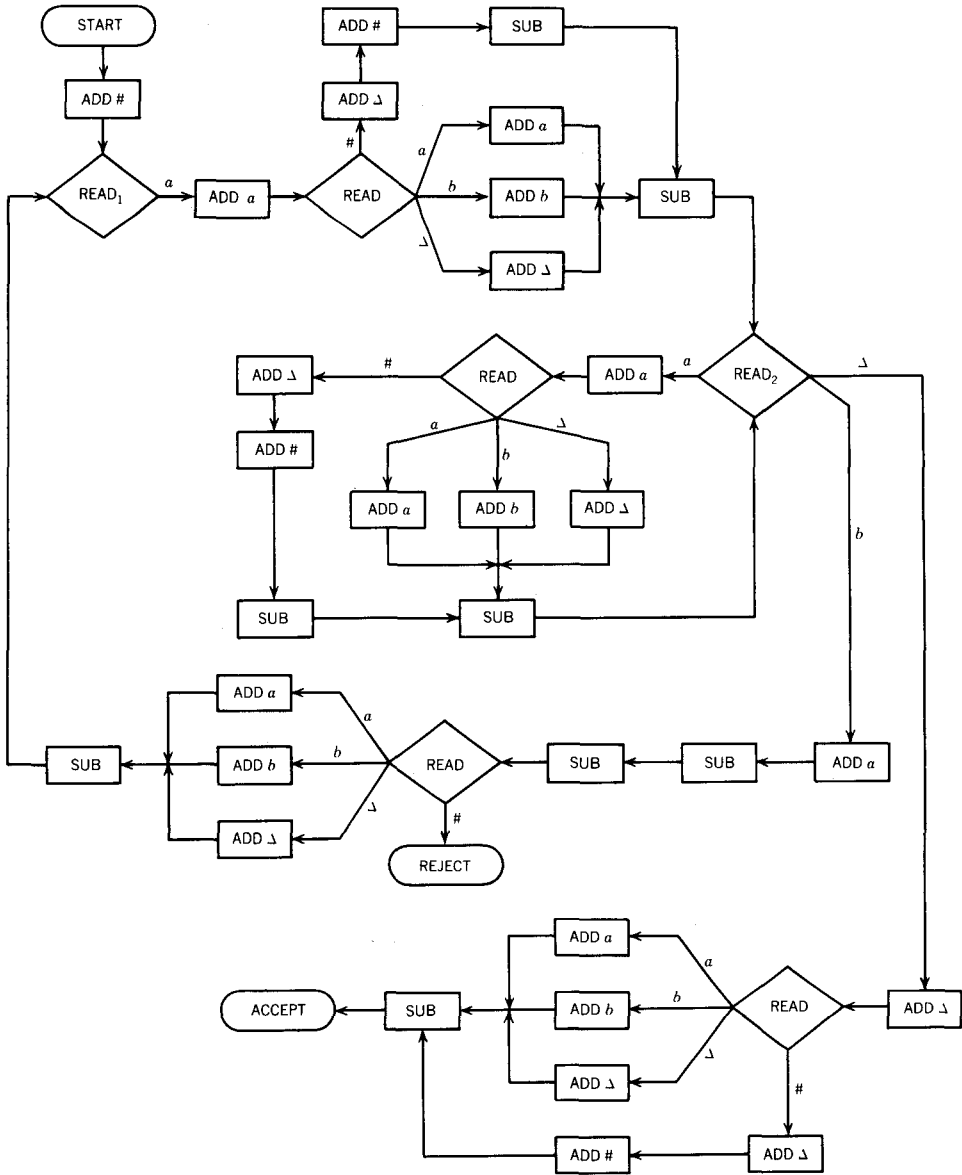 START
ADD #
SUB
ADD #
ADD Δ
#
a
ADD a
READ₁
a
ADD a
READ
b
ADD b
SUB
Δ
ADD Δ
ADD Δ
#
READ
ADD a
a
READ₂
Δ
ADD #
a
b
Δ
ADD a
ADD b
ADD Δ
b
SUB
SUB
ADD a
a
SUB
ADD b
b
READ
SUB
SUB
ADD a
ADD Δ
Δ
#
REJECT
ADD a
a
ACCEPT
SUB
ADD b
b
READ
ADD Δ
ADD Δ
Δ
#
ADD #
ADD Δ